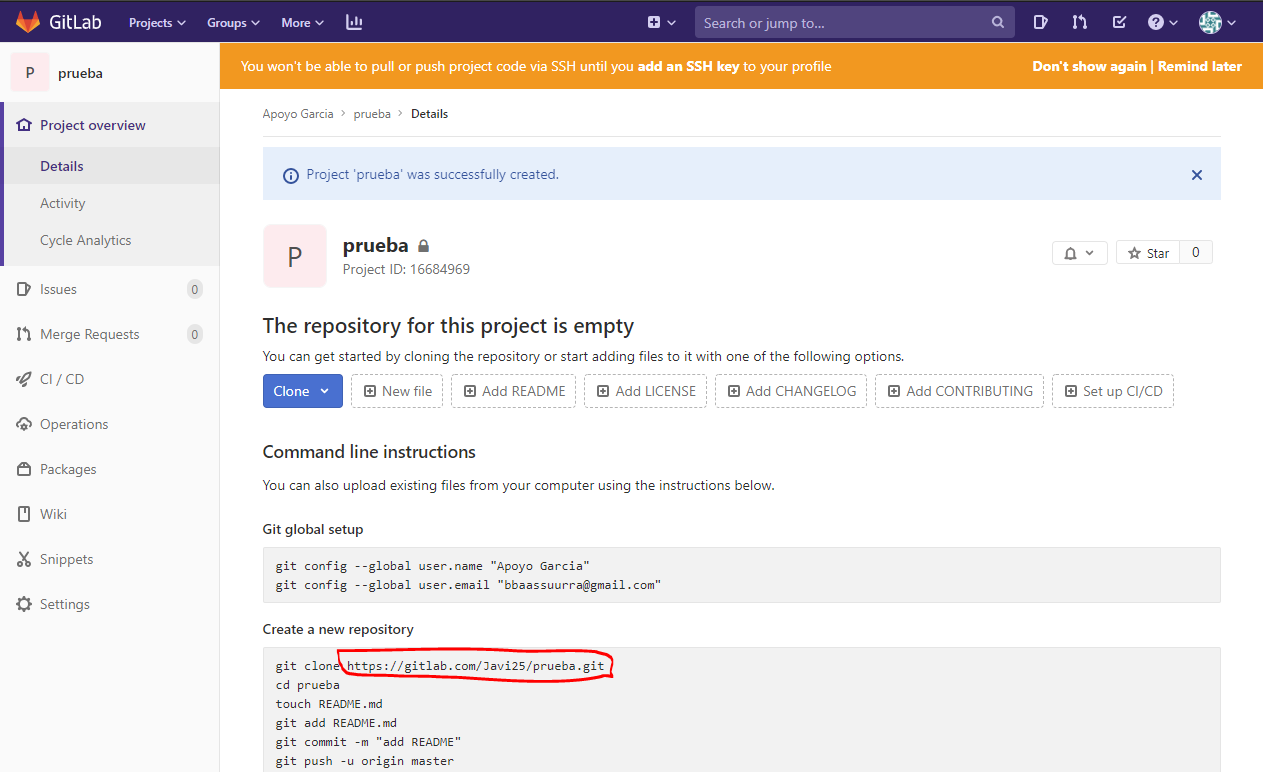 GitLab Projects Groups More Search or jump to...
P prueba
Project overview
Details
Activity
Cycle Analytics
Issues 0
Merge Requests 0
CI / CD
Operations
Packages
Wiki
Snippets
Settings
You won't be able to pull or push project code via SSH until you add an SSH key to your profile Don't show again | Remind later
Apoyo Garcia > prueba > Details
Project 'prueba' was successfully created.
P
prueba
Project ID: 16684969
Star 0
The repository for this project is empty
You can get started by cloning the repository or start adding files to it with one of the following options.
Clone New file Add README Add LICENSE Add CHANGELOG Add CONTRIBUTING Set up CI/CD
Command line instructions
You can also upload existing files from your computer using the instructions below.
Git global setup
git config --global user.name "Apoyo Garcia"
git config --global user.email "bbaassuurra@gmail.com"
Create a new repository
git clone https://gitlab.com/Javi25/prueba.git
cd prueba
touch README.md
git add README.md
git commit -m "add README"
git push -u origin master